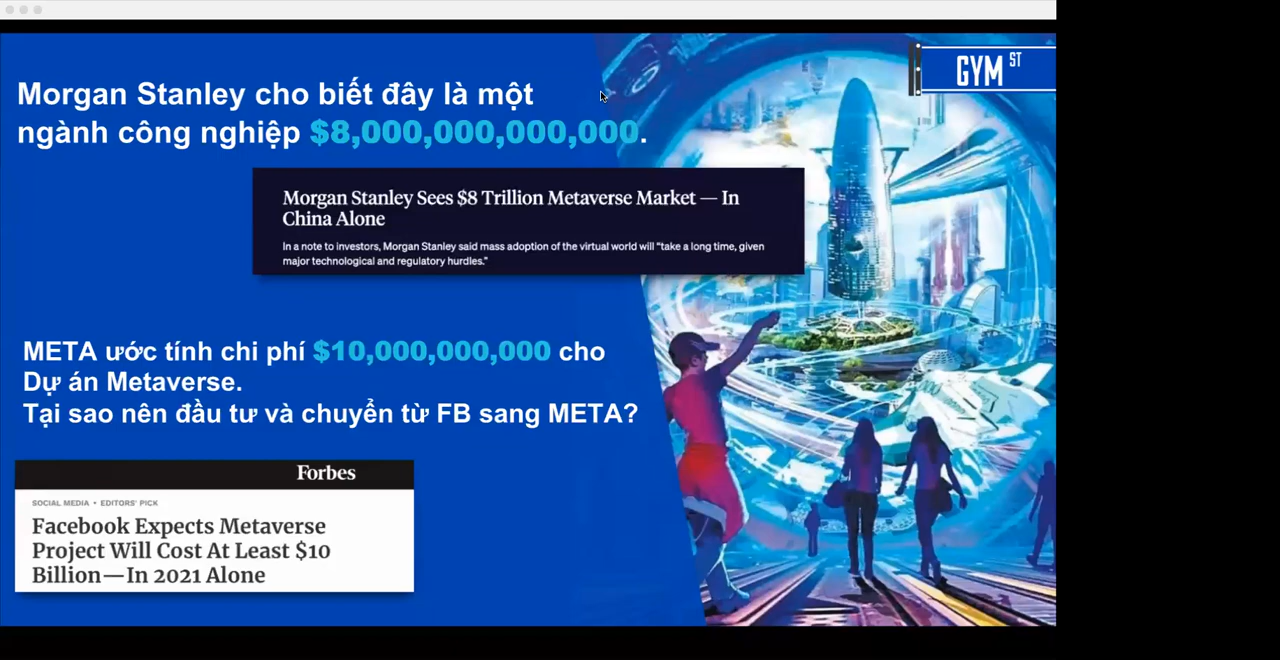 GYM ST
Morgan Stanley cho biết đây là một
ngành công nghiệp $8,000,000,000,000.
Morgan Stanley Sees $8 Trillion Metaverse Market — In
China Alone
In a note to investors, Morgan Stanley said mass adoption of the virtual world will "take a long time, given
major technological and regulatory hurdles."
META ước tính chi phí $10,000,000,000 cho
Dự án Metaverse.
Tại sao nên đầu tư và chuyển từ FB sang META?
Forbes
SOCIAL MEDIA • EDITORS' PICK
Facebook Expects Metaverse
Project Will Cost At Least $10
Billion—In 2021 Alone